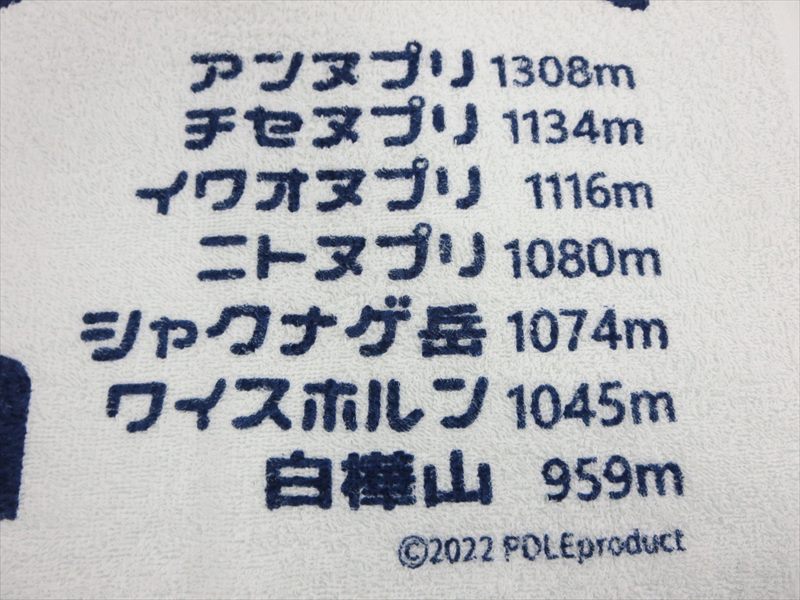 アンヌプリ 1308m
チセヌプリ 1134m
イワオヌプリ 1116m
ニトヌプリ 1080m
シャクナゲ岳 1074m
ワイスホルン 1045m
白樺山 959m
©2022 POLEproduct